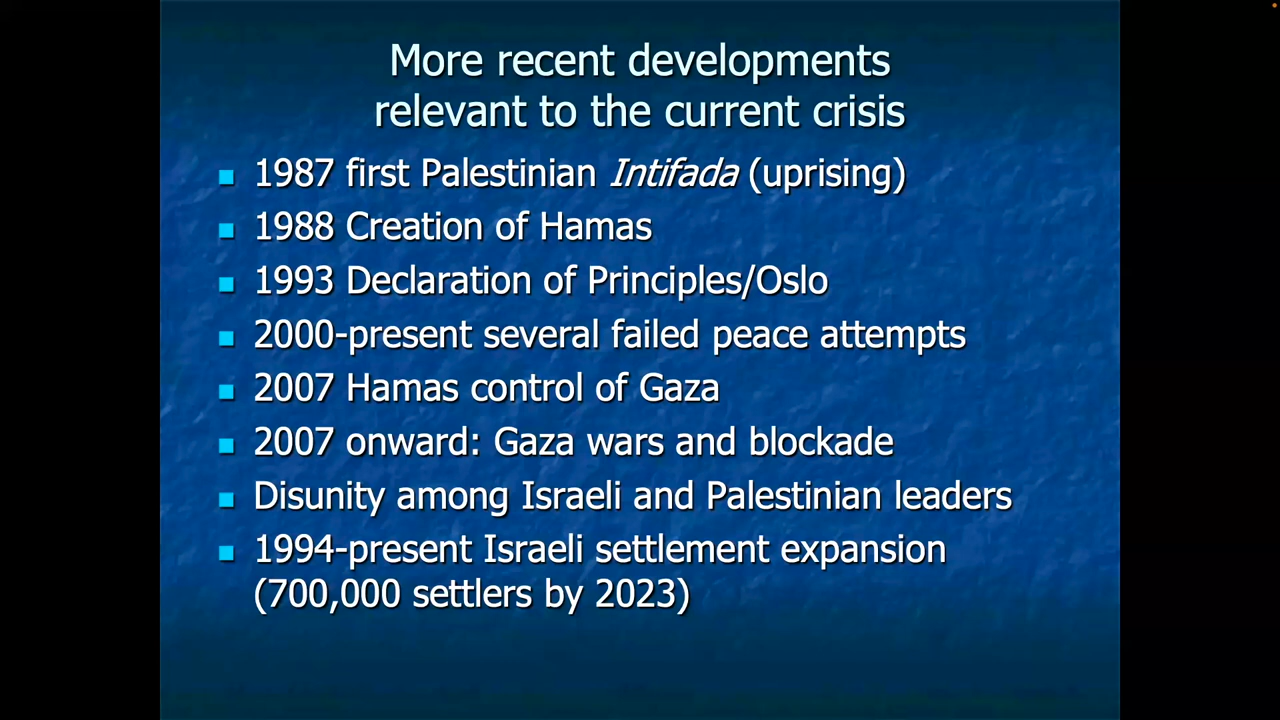 More recent developments
relevant to the current crisis
1987 first Palestinian Intifada (uprising)
1988 Creation of Hamas
1993 Declaration of Principles/Oslo
2000-present several failed peace attempts
2007 Hamas control of Gaza
2007 onward: Gaza wars and blockade
Disunity among Israeli and Palestinian leaders
1994-present Israeli settlement expansion
(700,000 settlers by 2023)